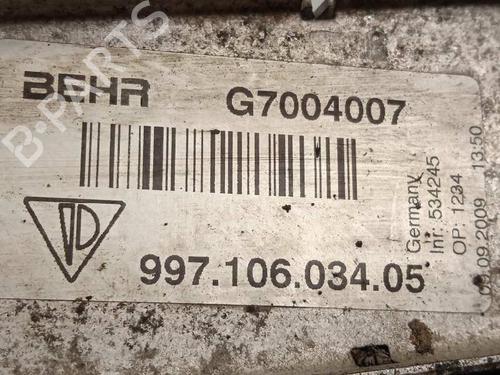 BEHR
G7004007
997.106.034.05
Germany
Inr: 534245
OP: 1234
09.09.2009 13:50
B-PARTS